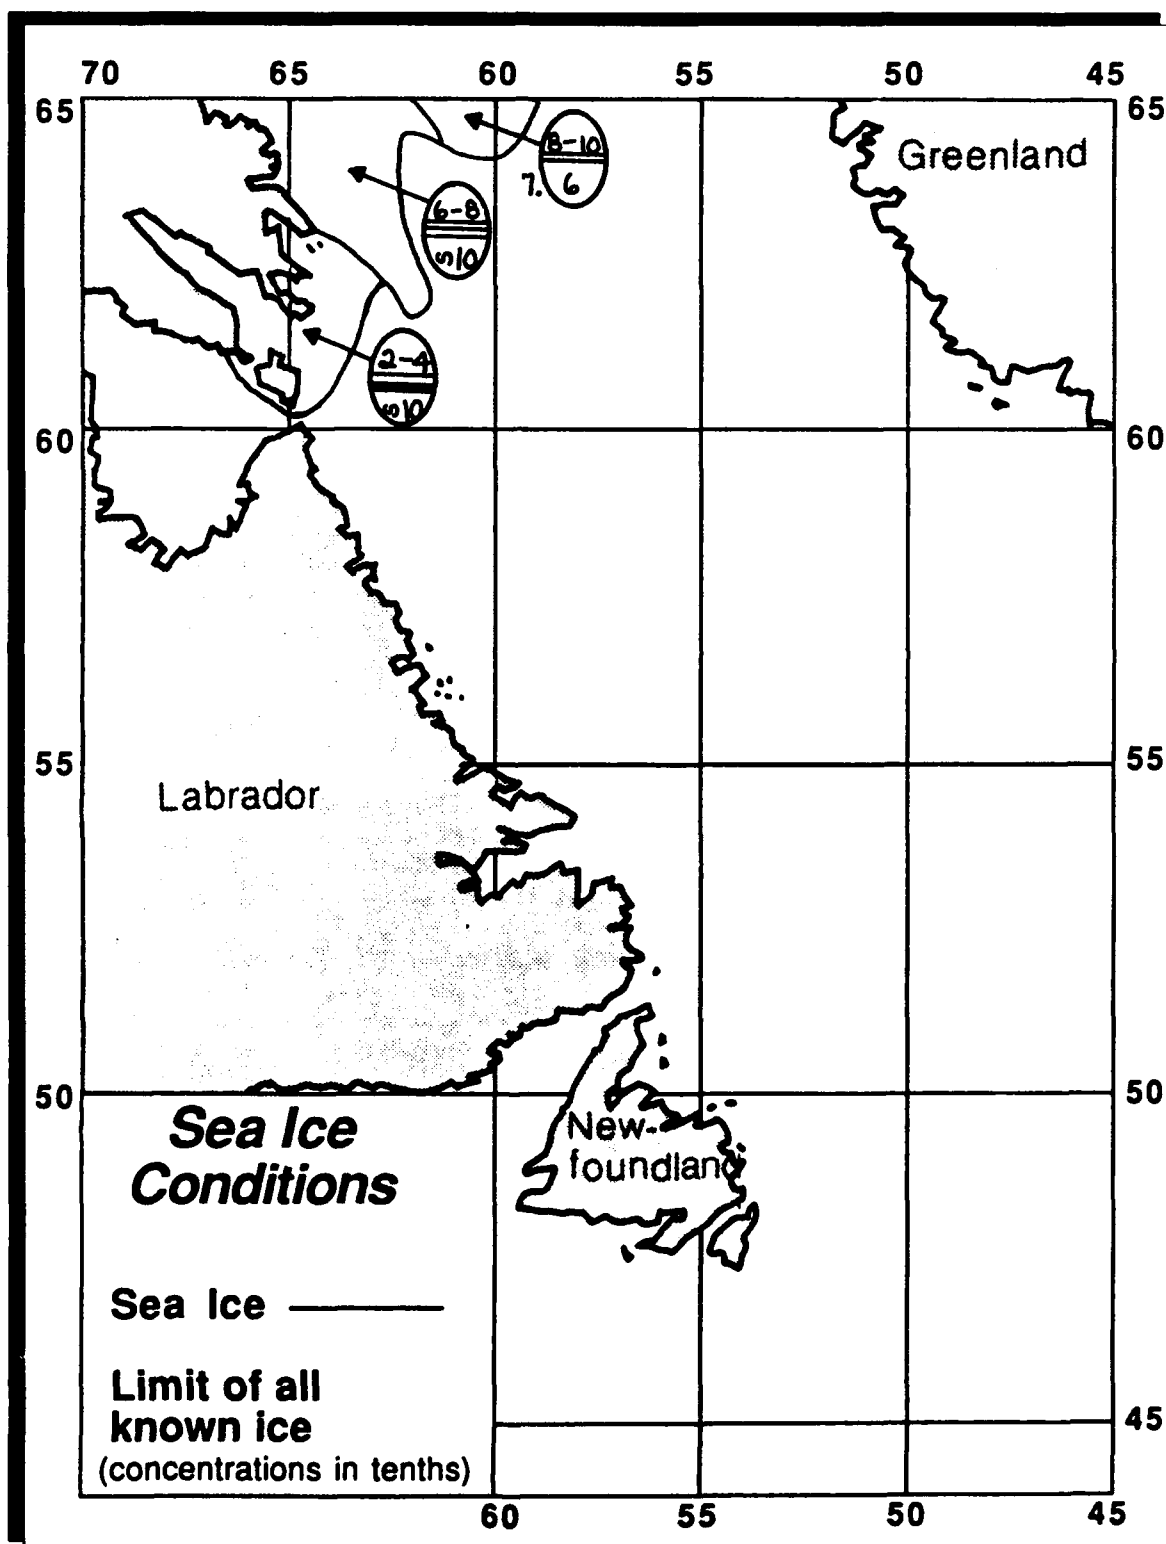 70 65 60 55 50 45
65 65
8-10
7. 6
Greenland
6-8
S 10
2-4
S 10
60 60
55 55
Labrador
50 50
Sea Ice
Conditions
New-
foundland
Sea Ice
Limit of all
known ice
(concentrations in tenths)
45
60 55 50 45